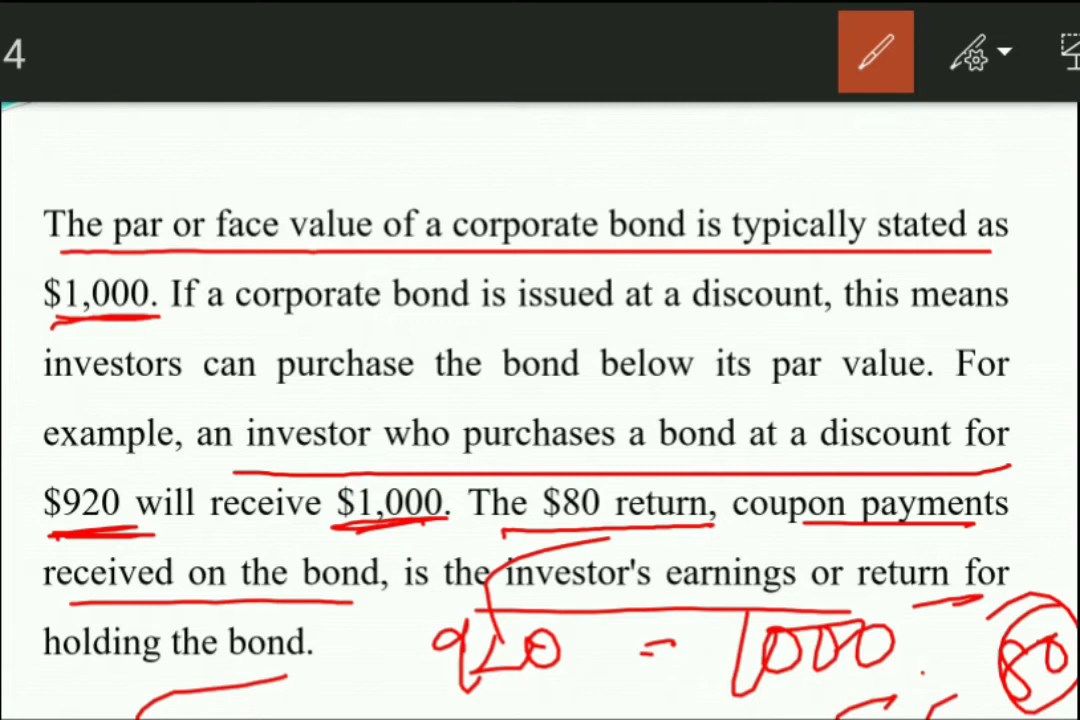 4
The par or face value of a corporate bond is typically stated as
$1,000. If a corporate bond is issued at a discount, this means
investors can purchase the bond below its par value. For
example, an investor who purchases a bond at a discount for
$920 will receive $1,000. The $80 return, coupon payments
received on the bond, is the investor's earnings or return for
holding the bond.
920 = 1000 80